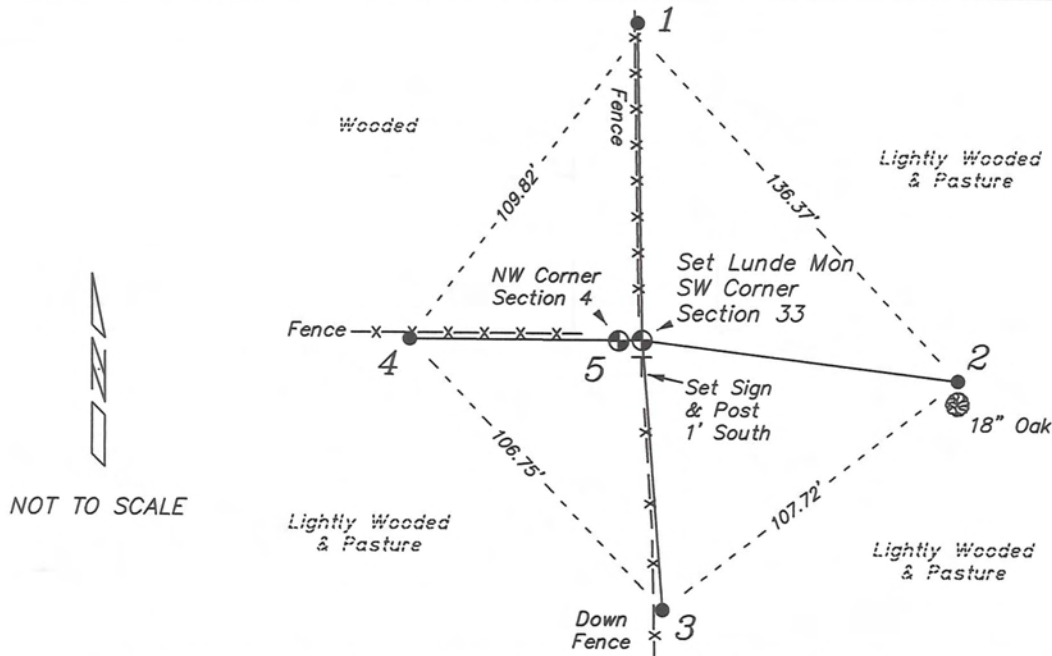 1
Fence
Wooded
Lightly Wooded
& Pasture
109.82'
136.37'
NW Corner
Section 4
Set Lunde Mon
SW Corner
Section 33
Fence
4
5
2
Set Sign
& Post
1' South
18" Oak
N
NOT TO SCALE
106.75'
107.72'
Lightly Wooded
& Pasture
Lightly Wooded
& Pasture
Down
Fence
3